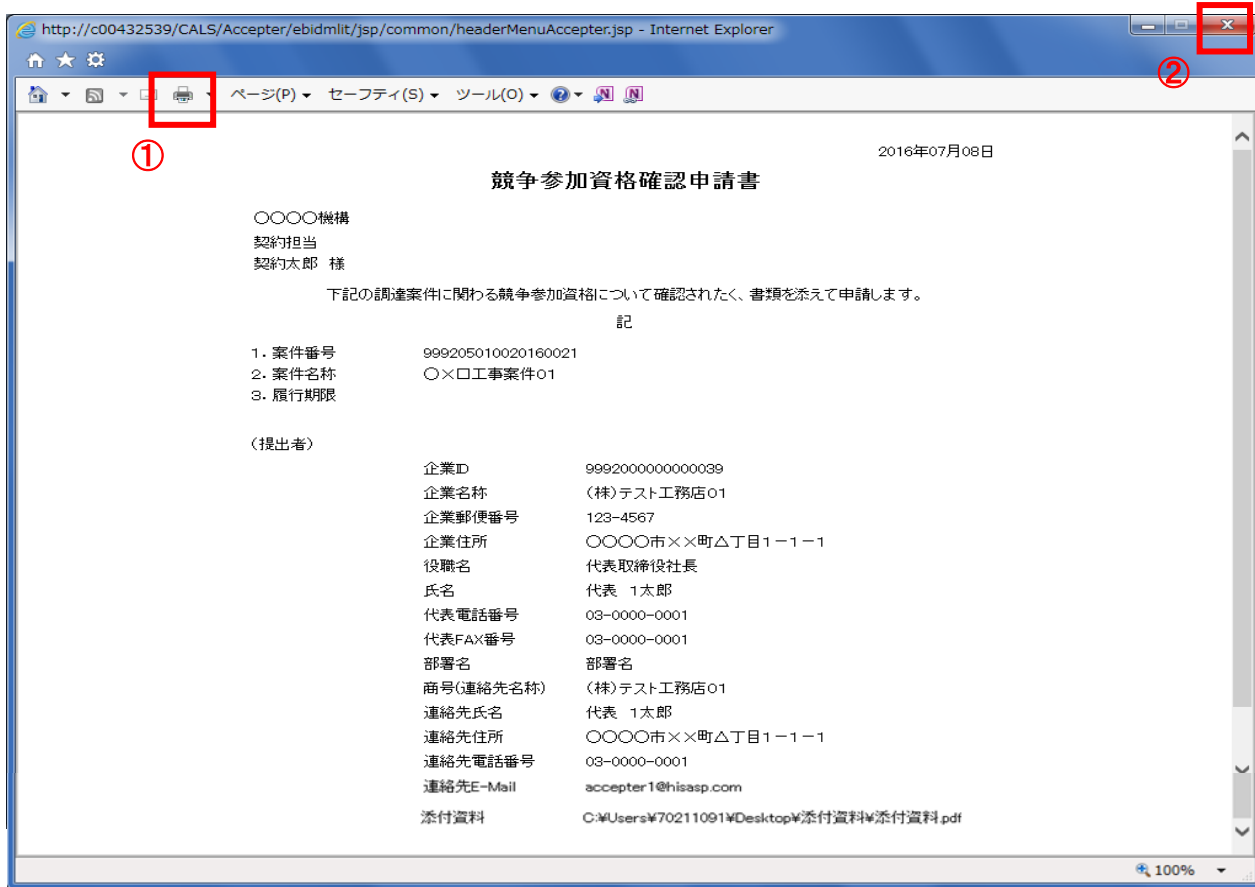 http://c00432539/CALS/Accepter/ebidmlit/jsp/common/headerMenuAccepter.jsp - Internet Explorer
②
ページ(P) セーフティ(S) ツール(O)
①
2016年07月08日
競争参加資格確認申請書
○○○○機構
契約担当
契約太郎 様
下記の調達案件に関わる競争参加資格について確認されたく、書類を添えて申請します。
記
1. 案件番号 999205010020160021
2. 案件名称 ○×口工事案件01
3. 履行期限
(提出者)
企業ID 9992000000000039
企業名称 (株)テスト工務店01
企業郵便番号 123-4567
企業住所 ○○○○市××町△丁目1-1-1
役職名 代表取締役社長
氏名 代表 1太郎
代表電話番号 03-0000-0001
代表FAX番号 03-0000-0001
部署名 部署名
商号(連絡先名称) (株)テスト工務店01
連絡先氏名 代表 1太郎
連絡先住所 ○○○○市××町△丁目1-1-1
連絡先電話番号 03-0000-0001
連絡先E-Mail accepter1@hisasp.com
添付資料 C:¥Users¥70211091¥Desktop¥添付資料¥添付資料.pdf
100%